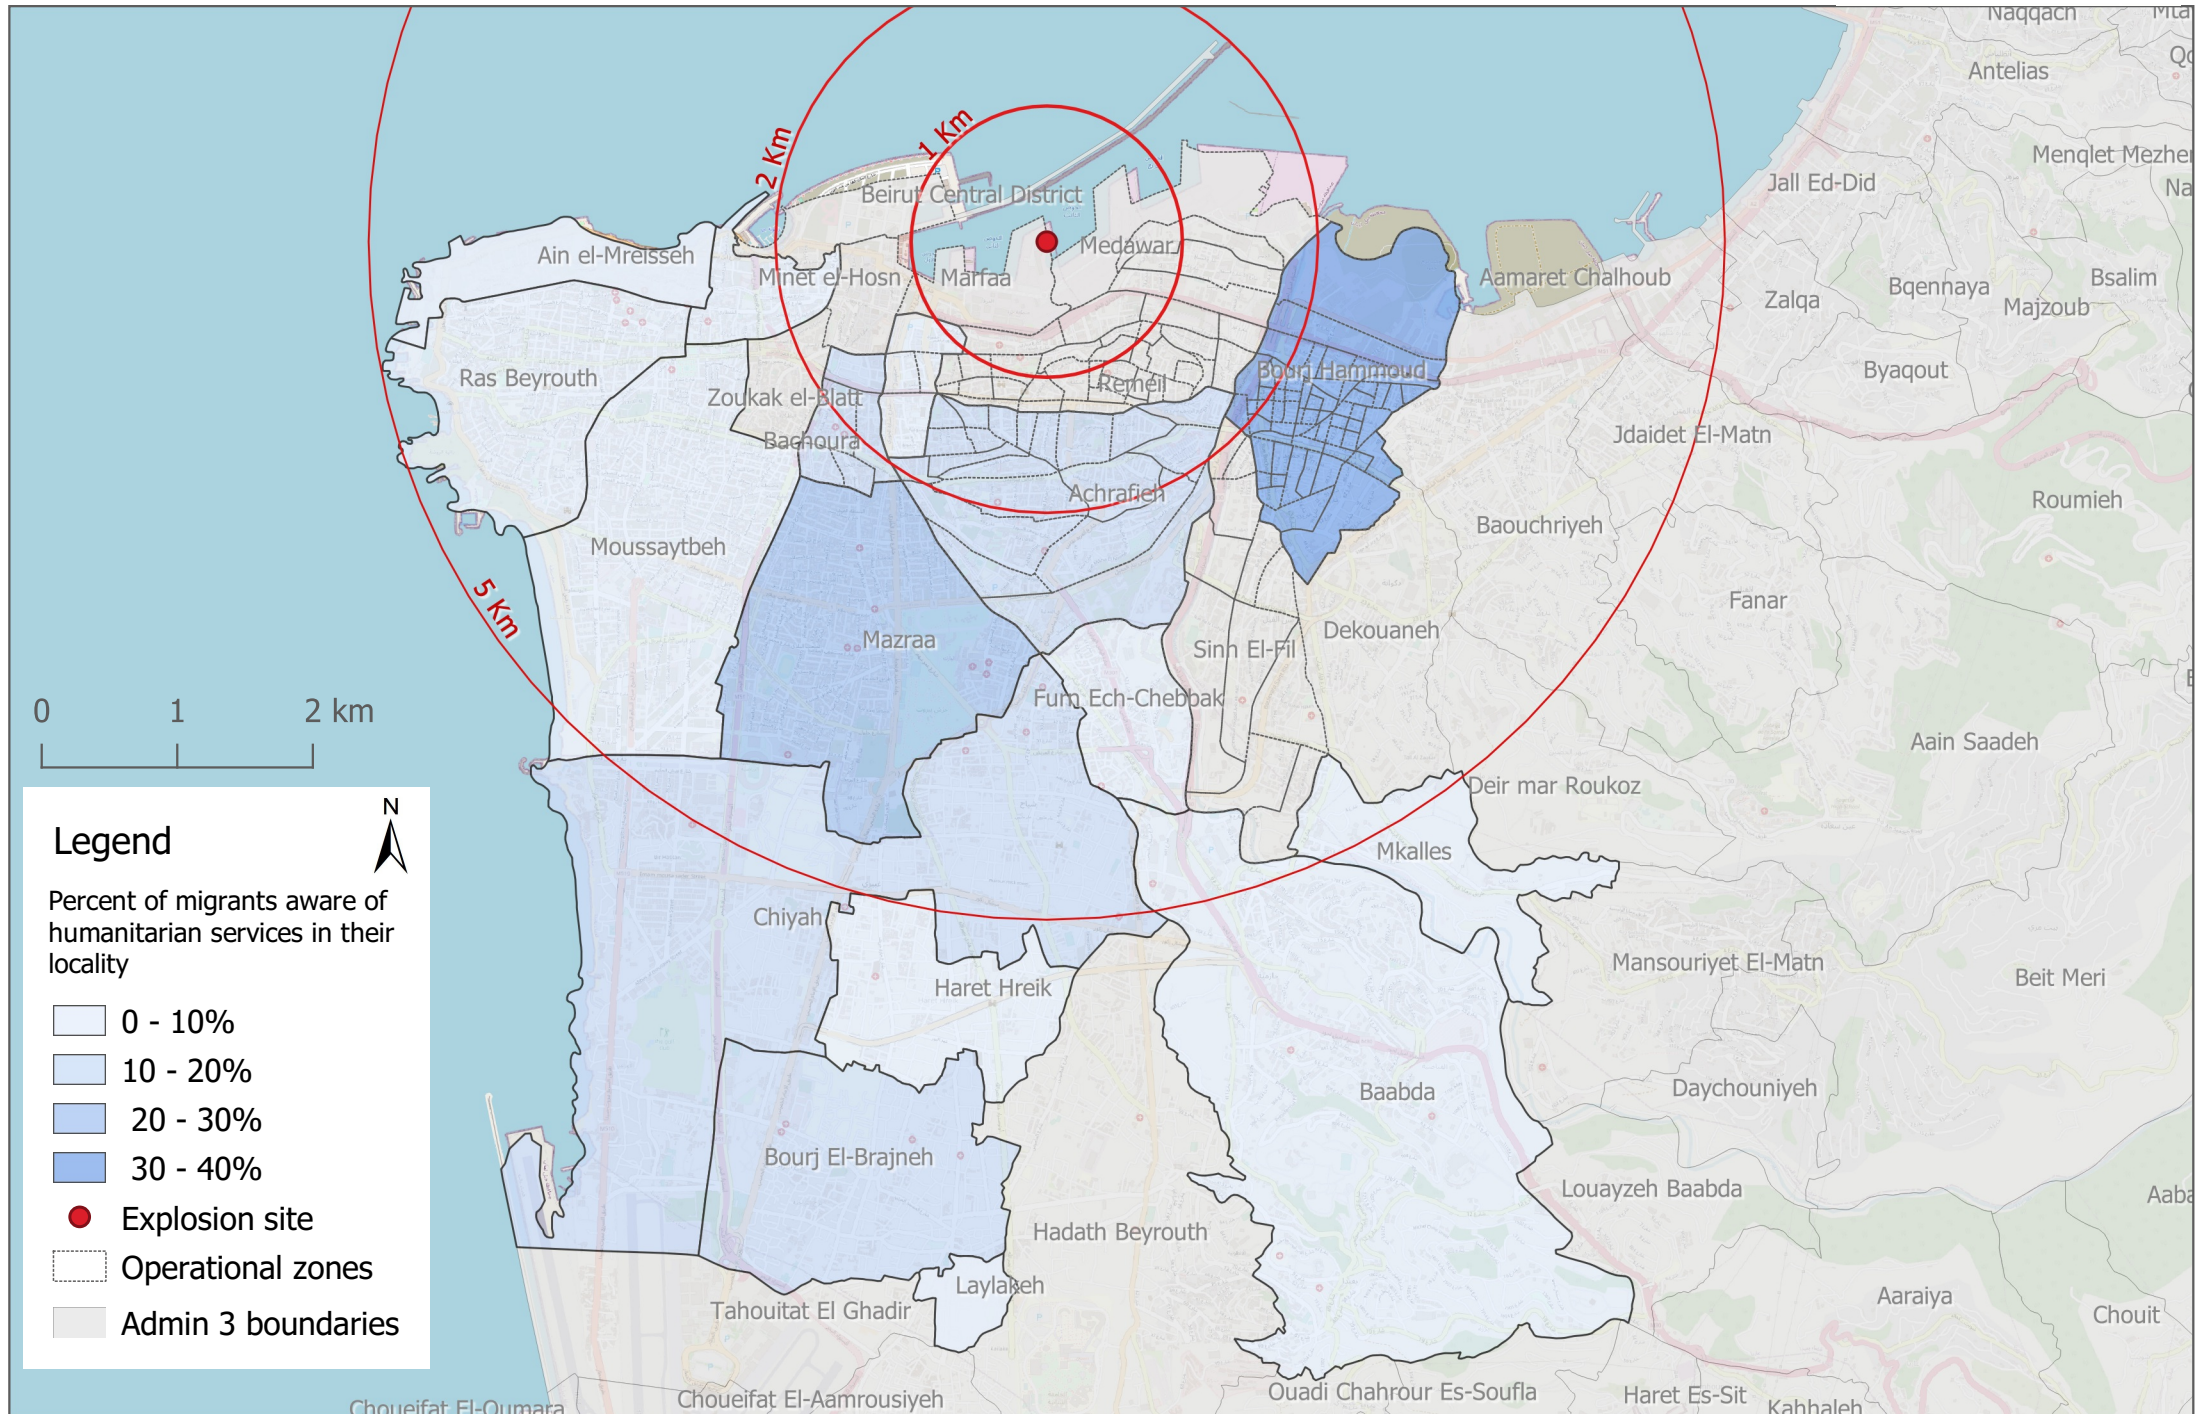 Naqqach
Antelias
Menqlet Mezher
Jall Ed-Did
1 Km
2 Km
Beirut Central District
Ain el-Mreisseh
Medawar
Minet el-Hosn
Marfaa
Aamaret Chalhoub
Zalqa
Bqennaya
Bsalim
Majzoub
Ras Beyrouth
Remeil
Bourj Hammoud
Byaqout
Zoukak el-Blatt
Bachoura
Jdaidet El-Matn
Achrafieh
Roumieh
Baouchriyeh
Moussaytbeh
5 Km
Fanar
Mazraa
Sinn El-Fil
Dekouaneh
Furn Ech-Chebbak
0 1 2 km
Aain Saadeh
Deir mar Roukoz
Mkalles
Chiyah
Haret Hreik
Mansouriyet El-Matn
Beit Meri
Baabda
Daychouniyeh
Bourj El-Brajneh
Louayzeh Baabda
Hadath Beyrouth
Laylakeh
Tahouitat El Ghadir
Aaraiya
Chouit
Choueifat El-Oumara
Choueifat El-Aamrousiyeh
Ouadi Chahrour Es-Soufla
Haret Es-Sit
Kahhaleh
N
Legend
Percent of migrants aware of
humanitarian services in their
locality
0 - 10%
10 - 20%
20 - 30%
30 - 40%
Explosion site
Operational zones
Admin 3 boundaries